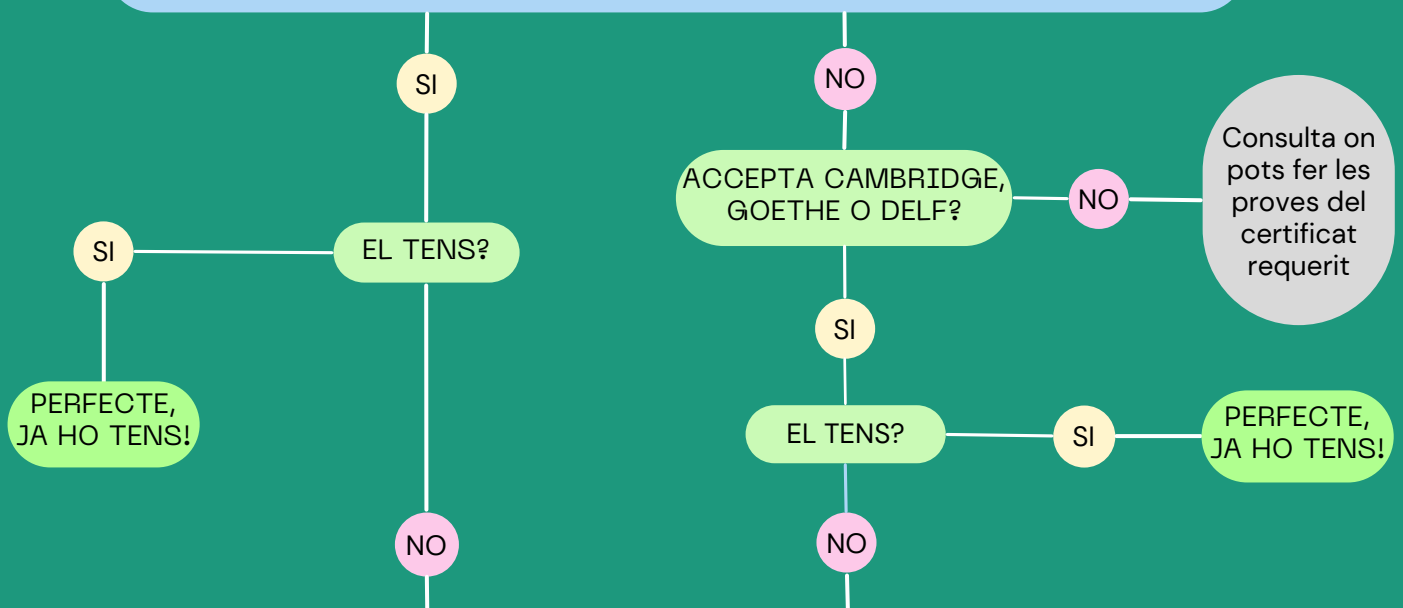 SI
NO
ACCEPTA CAMBRIDGE,
GOETHE O DELF?
NO
Consulta on
pots fer les
proves del
certificat
requerit
SI
EL TENS?
SI
PERFECTE,
JA HO TENS!
EL TENS?
SI
PERFECTE,
JA HO TENS!
NO
NO